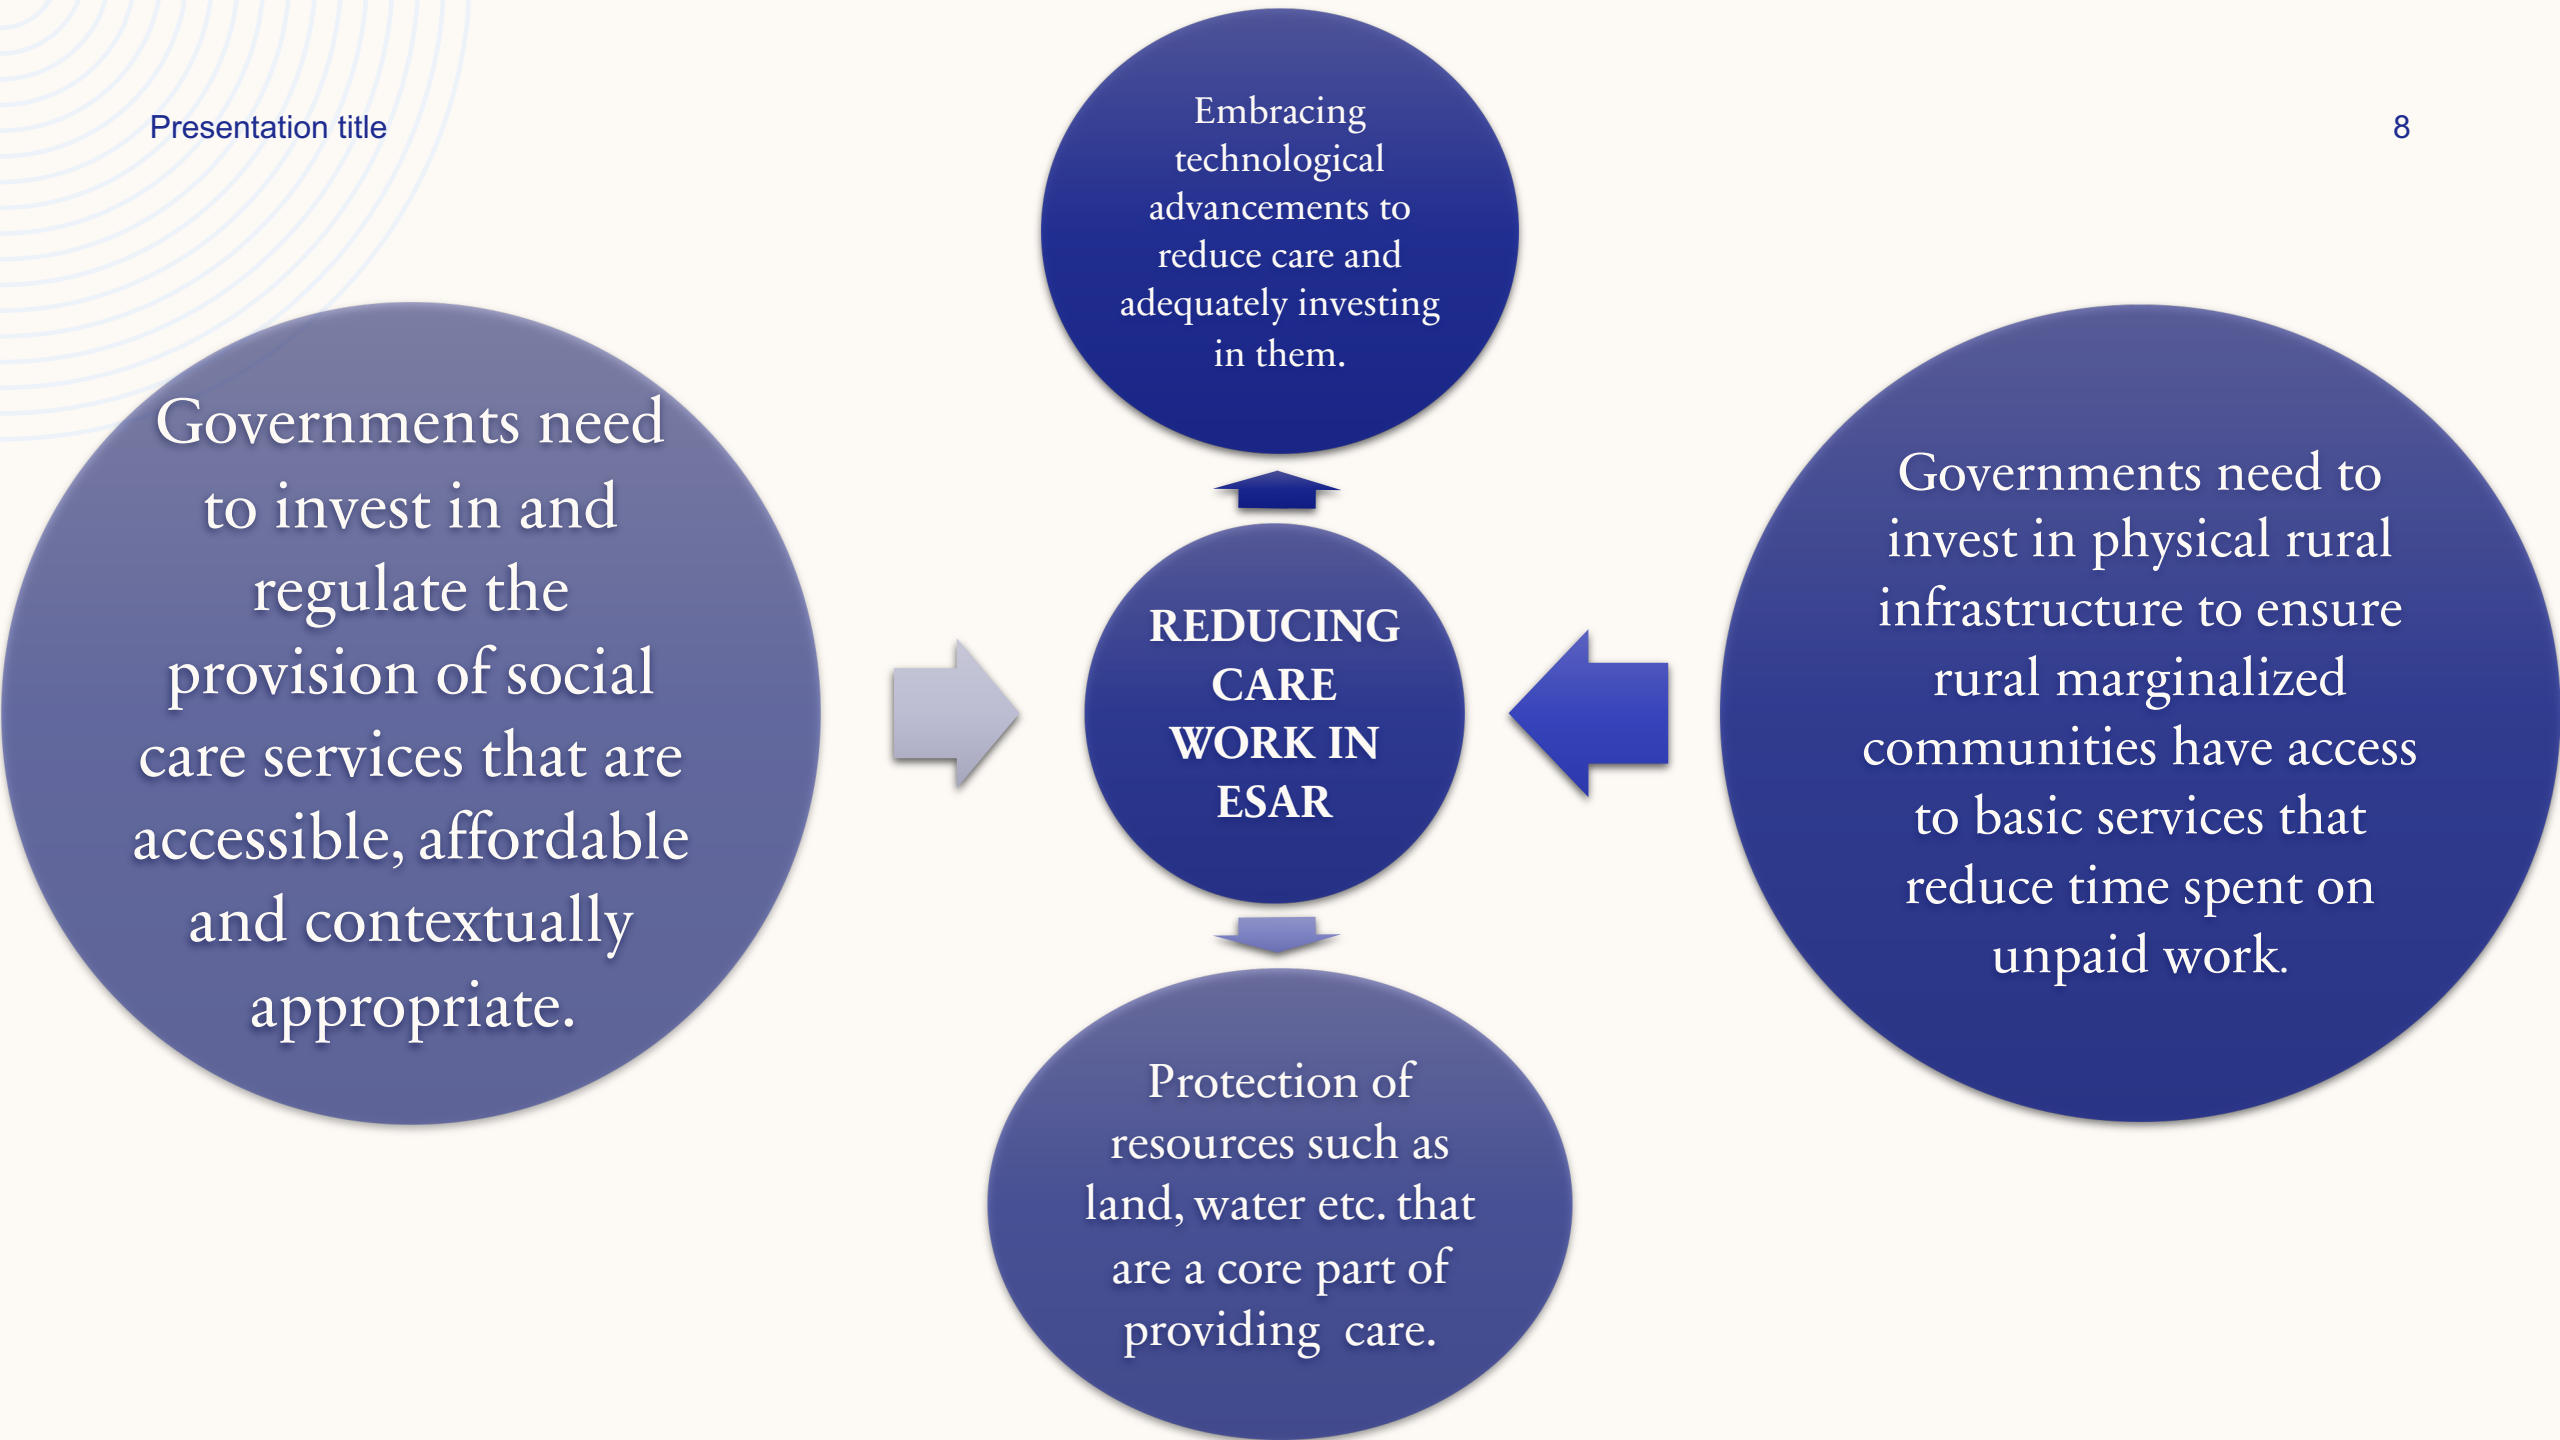 Presentation title
8
Embracing
technological
advancements to
reduce care and
adequately investing
in them.
Governments need
to invest in and
regulate the
provision of social
care services that are
accessible, affordable
and contextually
appropriate.
REDUCING
CARE
WORK IN
ESAR
Governments need to
invest in physical rural
infrastructure to ensure
rural marginalized
communities have access
to basic services that
reduce time spent on
unpaid work.
Protection of
resources such as
land, water etc. that
are a core part of
providing  care.